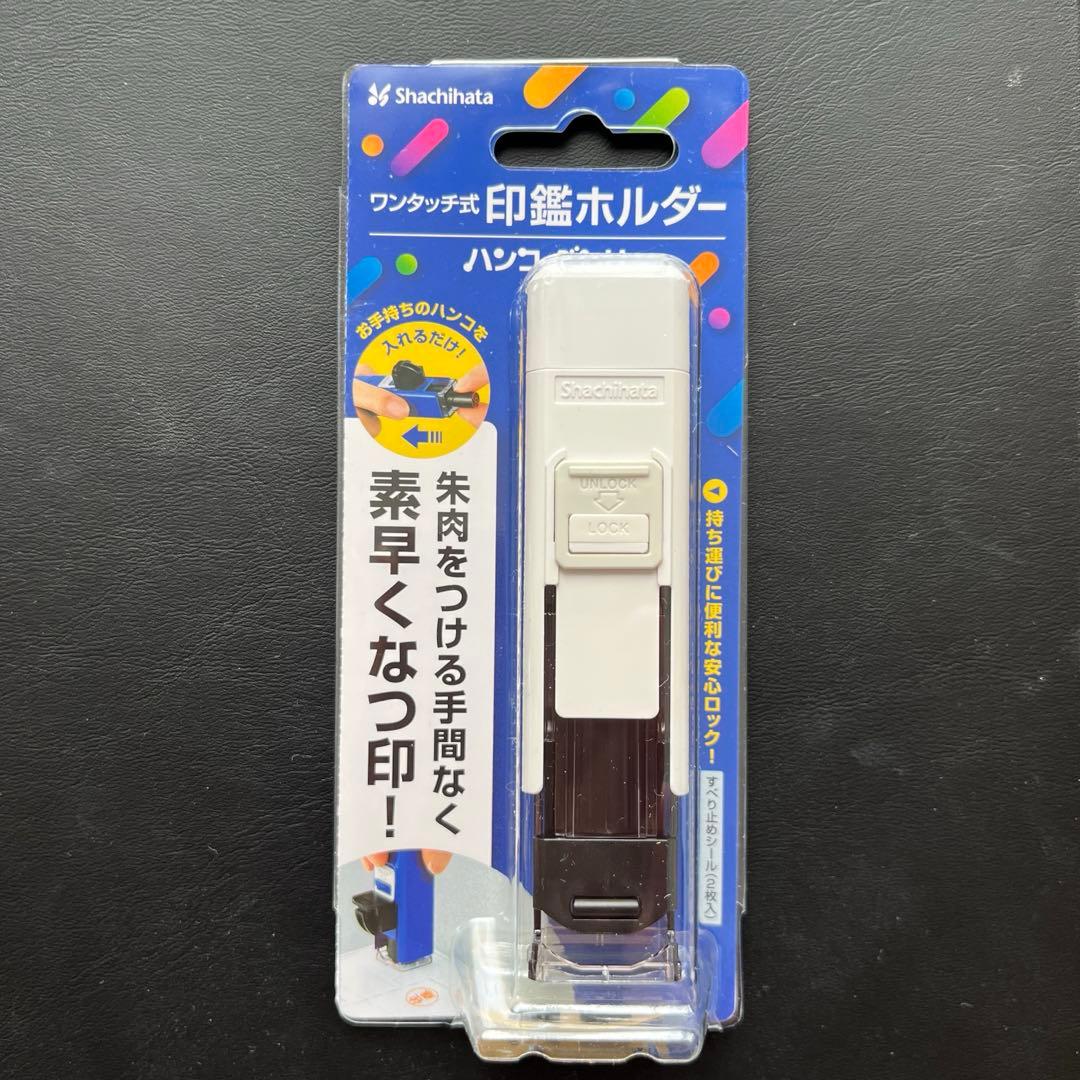 Shachihata
ワンタッチ式 印鑑ホルダー
ハンコ
お手持ちのハンコを
入れるだけ!
朱肉をつける手間なく
素早くなつ印!
Shachihata
UNLOCK
LOCK
持ち運びに便利な安心ロック!
すべり止めシール(2枚入)